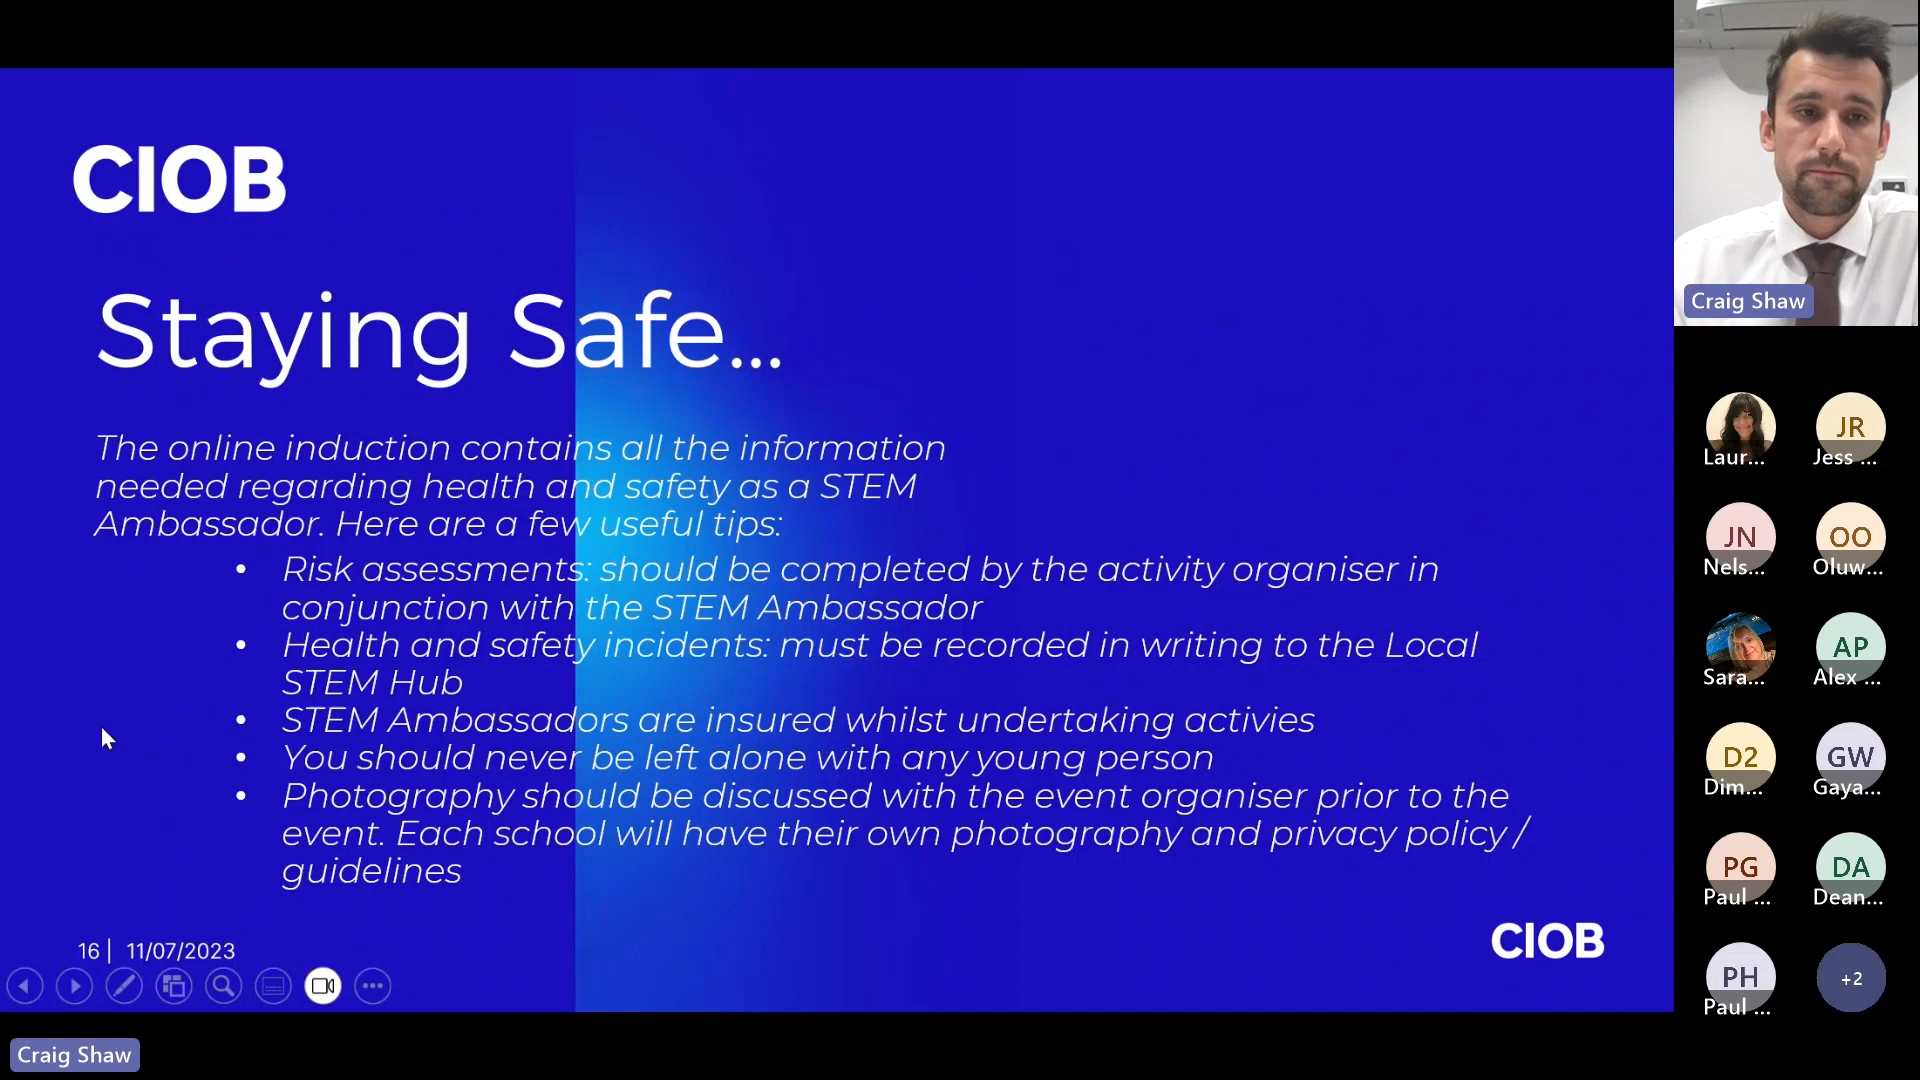 CIOB
Staying Safe...
The online induction contains all the information
needed regarding health and safety as a STEM
Ambassador. Here are a few useful tips:
• Risk assessments: should be completed by the activity organiser in
conjunction with the STEM Ambassador
• Health and safety incidents: must be recorded in writing to the Local
STEM Hub
• STEM Ambassadors are insured whilst undertaking activies
• You should never be left alone with any young person
• Photography should be discussed with the event organiser prior to the
event. Each school will have their own photography and privacy policy /
guidelines
16 | 11/07/2023
CIOB
Craig Shaw
Craig Shaw
Laur...
JR
Jess ...
JN
Nels...
OO
Oluw...
Sara...
AP
Alex ...
D2
Dim...
GW
Gaya...
PG
Paul ...
DA
Dean...
PH
Paul ...
+2